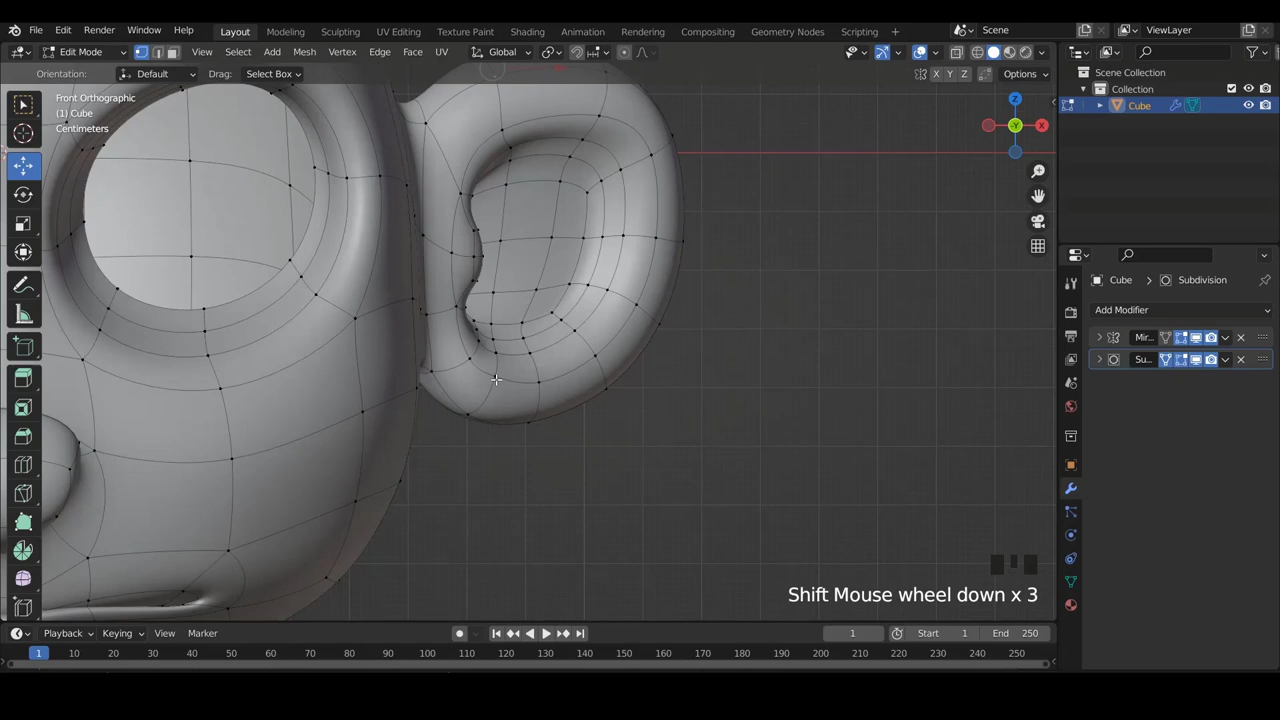 File Edit Render Window Help Layout Modeling Sculpting UV Editing Texture Paint Shading Animation Rendering Compositing Geometry Nodes Scripting Scene ViewLayer
Edit Mode View Select Add Mesh Vertex Edge Face UV Global
Orientation: Default Drag: Select Box X Y Z Options
Scene Collection
Collection
Cube
Front Orthographic
(1) Cube
Centimeters
Z
X
-Y
Cube > Subdivision
Add Modifier
Mir...
Su...
Shift Mouse wheel down x 3
Playback Keying View Marker 1 Start 1 End 250
1 10 20 30 40 50 60 70 80 90 100 110 120 130 140 150 160 170 180 190 200 210 220 230 240 250